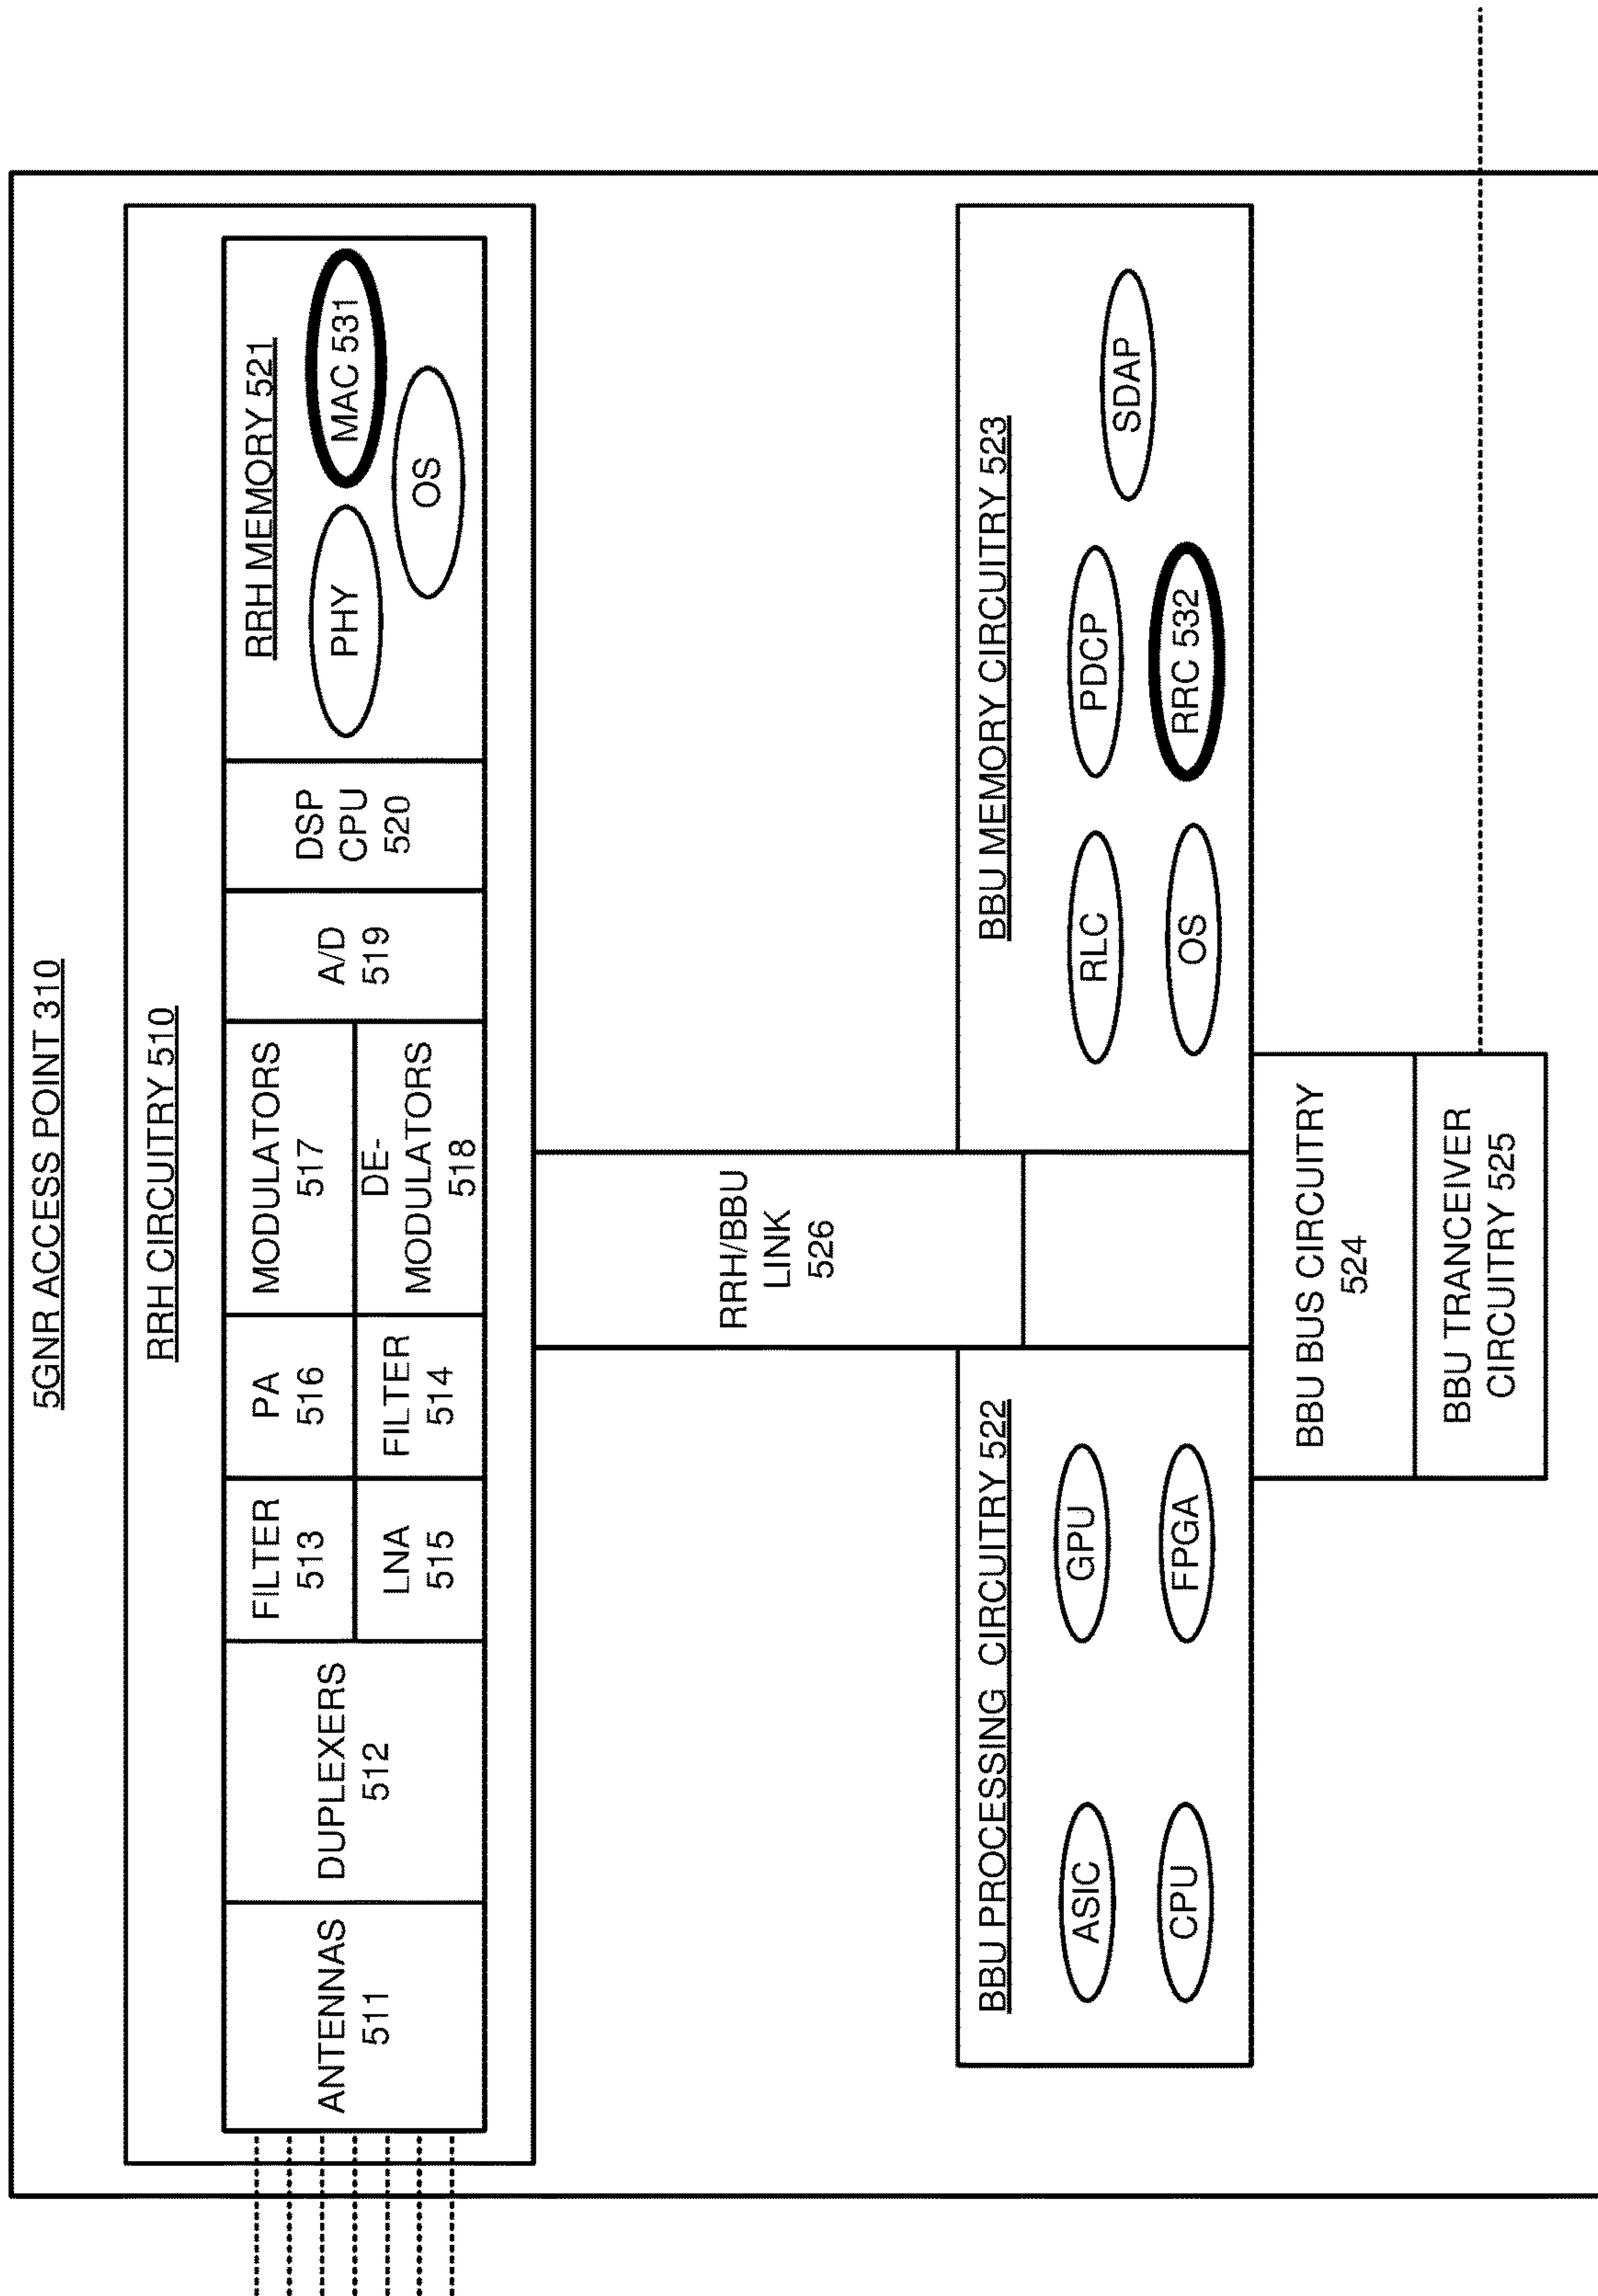 5GNR ACCESS POINT 310
RRH CIRCUITRY 510
ANTENNAS
511
DUPLEXERS
512
FILTER
513
LNA
515
PA
516
FILTER
514
MODULATORS
517
DE-
MODULATORS
518
A/D
519
DSP
CPU
520
RRH MEMORY 521
PHY
MAC 531
OS
RRH/BBU
LINK
526
BBU PROCESSING CIRCUITRY 522
ASIC
GPU
CPU
FPGA
BBU MEMORY CIRCUITRY 523
RLC
PDCP
SDAP
OS
RRC 532
BBU BUS CIRCUITRY
524
BBU TRANCEIVER
CIRCUITRY 525